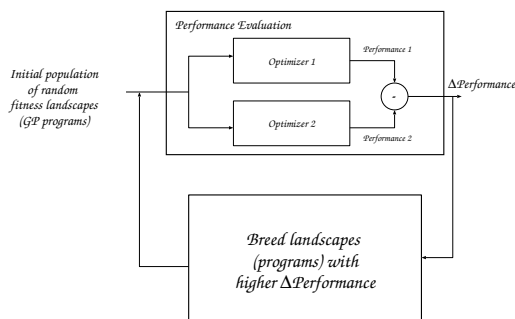 Performance Evaluation
Initial population
of random
fitness landscapes
(GP programs)
Optimizer 1
Performance 1
-
ΔPerformance
Optimizer 2
Performance 2
Breed landscapes
(programs) with
higher ΔPerformance